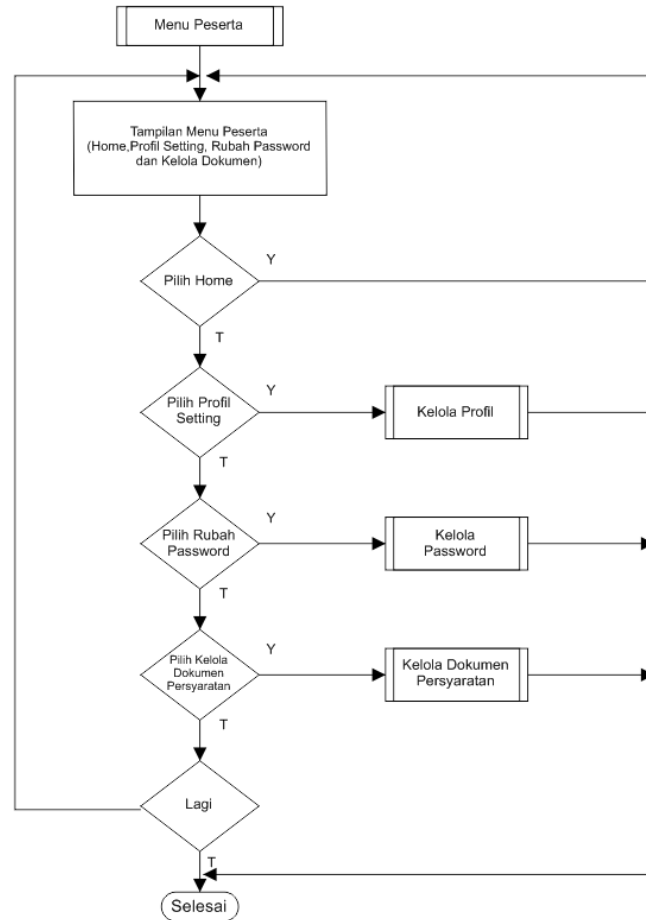 Menu Peserta
Tampilan Menu Peserta
(Home,Profil Setting, Rubah Password
dan Kelola Dokumen)
Pilih Home
Y
T
Pilih Profil
Setting
Y
Kelola Profil
T
Pilih Rubah
Password
Y
Kelola
Password
T
Pilih Kelola
Dokumen
Persyaratan
Y
Kelola Dokumen
Persyaratan
T
Lagi
T
Selesai